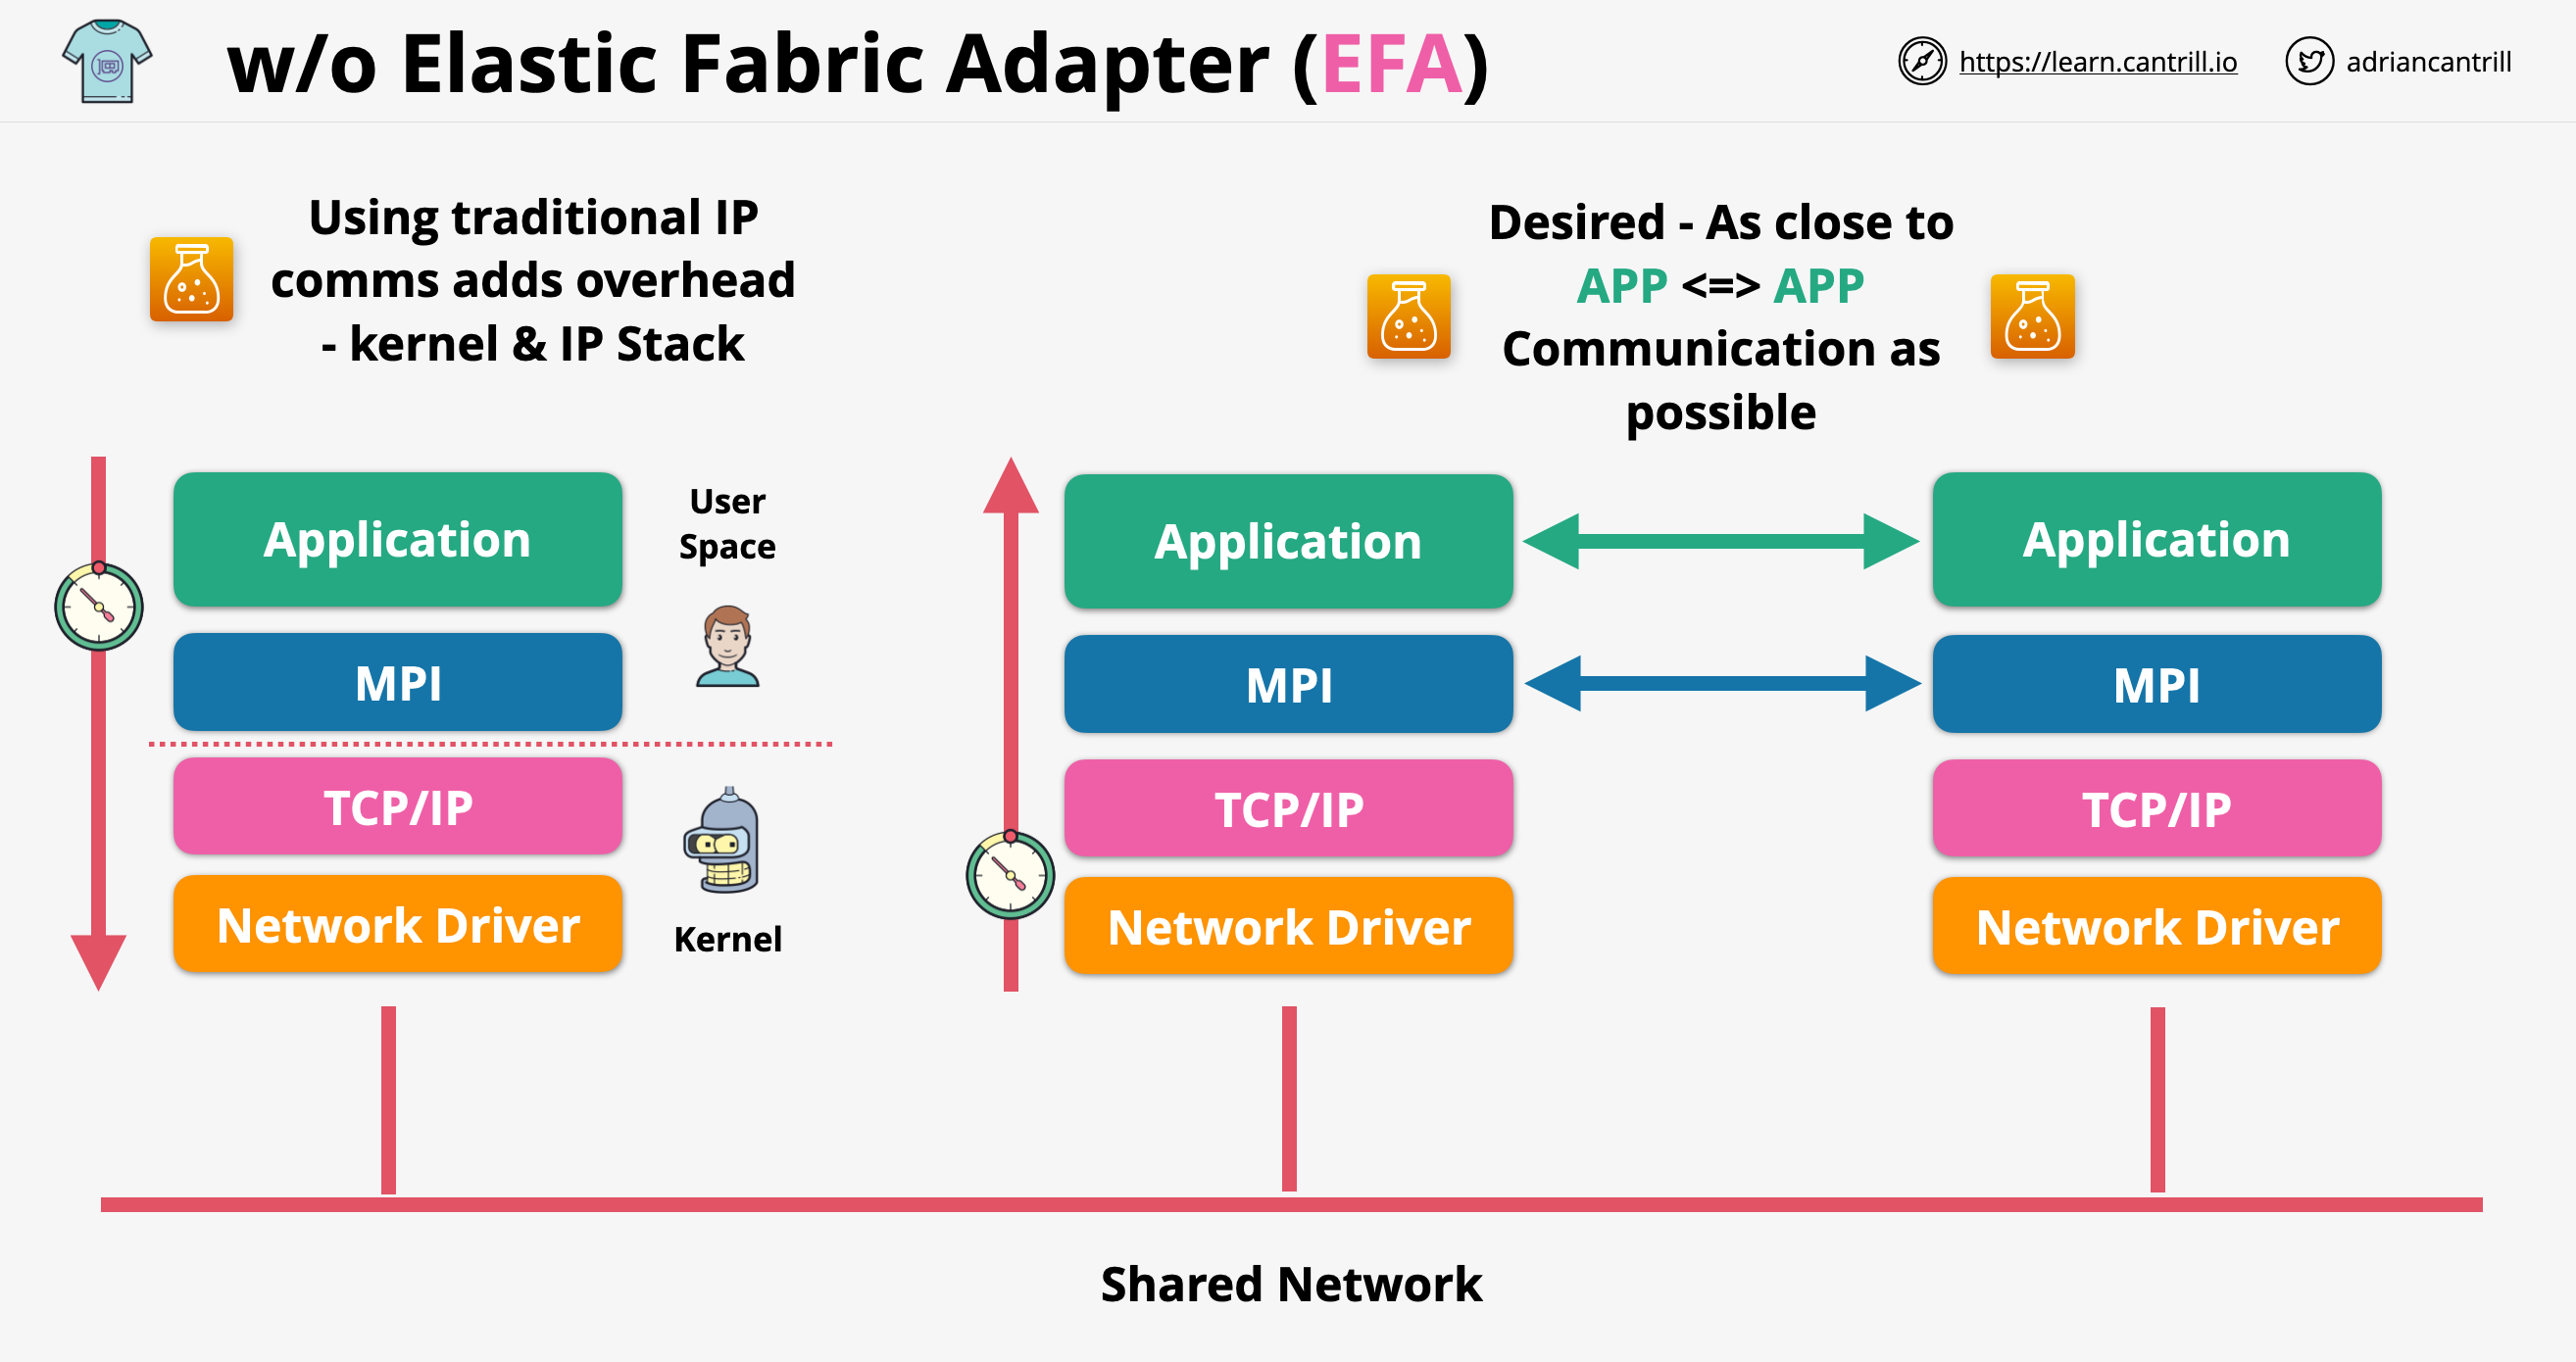 w/o Elastic Fabric Adapter (EFA)
https://learn.cantrill.io
adriancantrill
Using traditional IP
comms adds overhead
- kernel & IP Stack
Desired - As close to
APP <=> APP
Communication as
possible
Application
MPI
TCP/IP
Network Driver
User
Space
Kernel
Application
MPI
TCP/IP
Network Driver
Application
MPI
TCP/IP
Network Driver
Shared Network